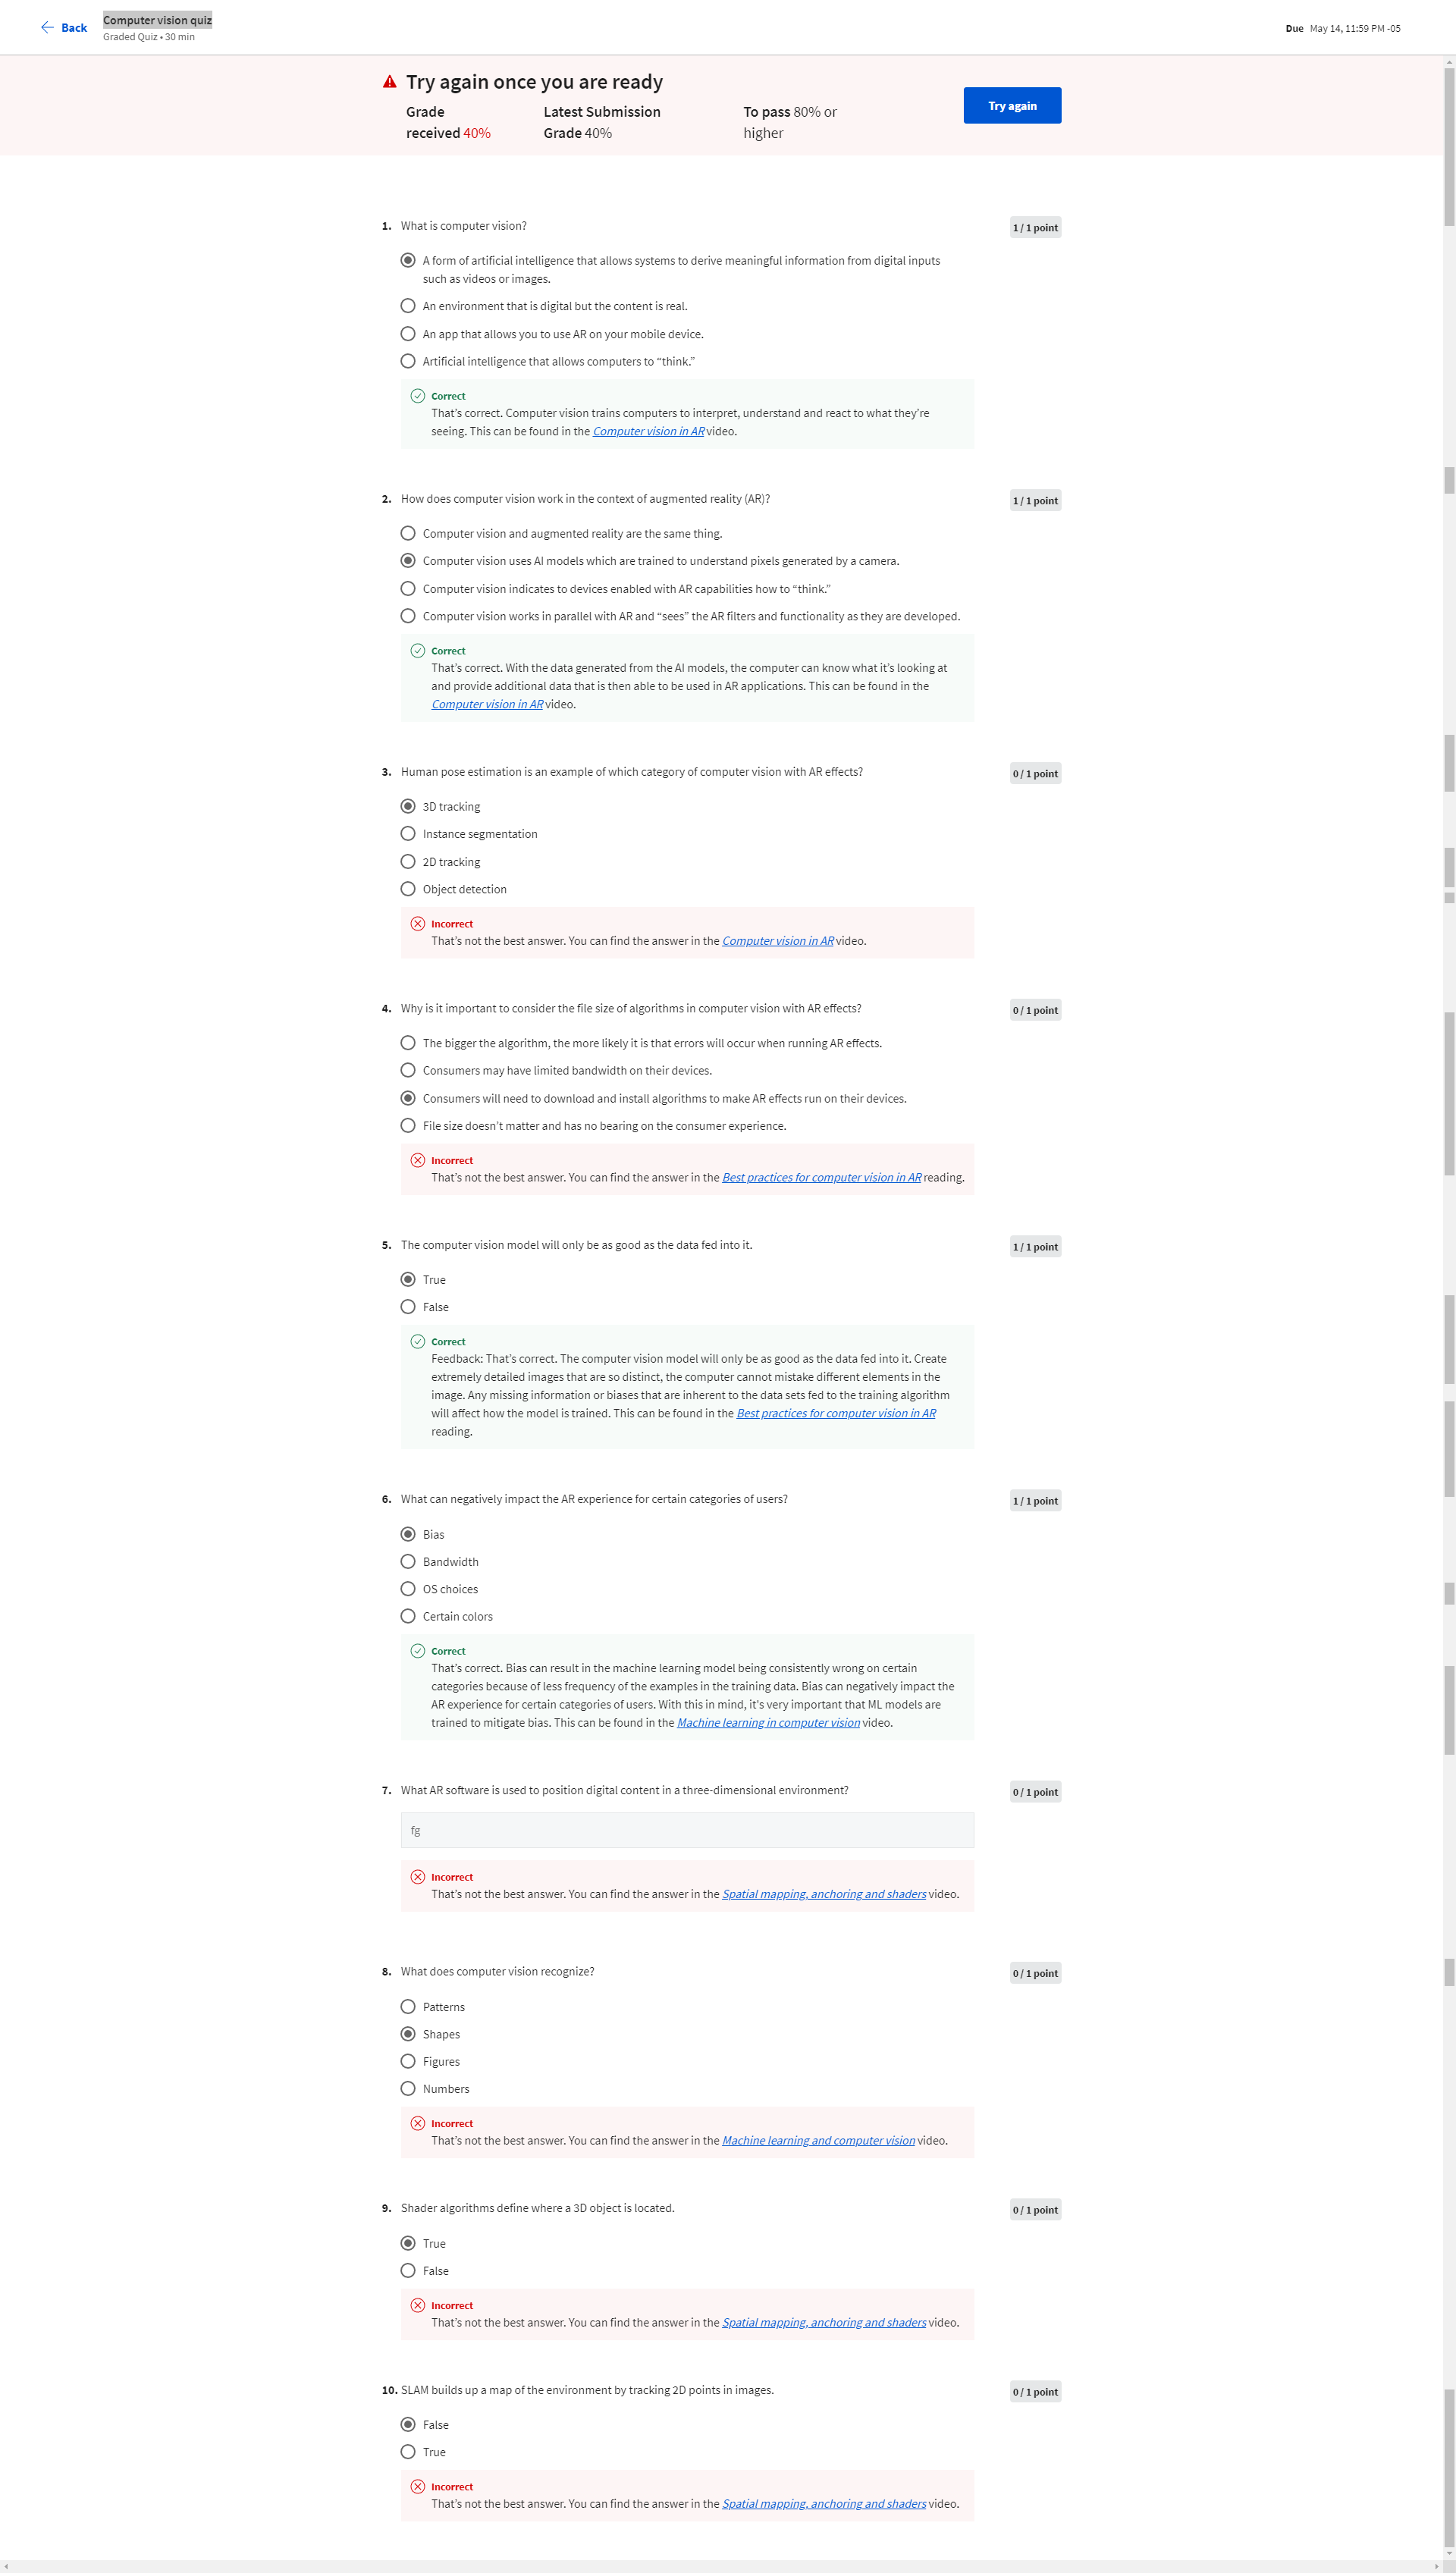 Back
Computer vision quiz
Graded Quiz • 30 min
Due May 14, 11:59 PM -05
Try again once you are ready
Grade
received 40%
Latest Submission
Grade 40%
To pass 80% or
higher
Try again
1. What is computer vision?
1 / 1 point
A form of artificial intelligence that allows systems to derive meaningful information from digital inputs
such as videos or images.
An environment that is digital but the content is real.
An app that allows you to use AR on your mobile device.
Artificial intelligence that allows computers to “think.”
Correct
That’s correct. Computer vision trains computers to interpret, understand and react to what they’re
seeing. This can be found in the Computer vision in AR video.
2. How does computer vision work in the context of augmented reality (AR)?
1 / 1 point
Computer vision and augmented reality are the same thing.
Computer vision uses AI models which are trained to understand pixels generated by a camera.
Computer vision indicates to devices enabled with AR capabilities how to “think.”
Computer vision works in parallel with AR and “sees” the AR filters and functionality as they are developed.
Correct
That’s correct. With the data generated from the AI models, the computer can know what it’s looking at
and provide additional data that is then able to be used in AR applications. This can be found in the
Computer vision in AR video.
3. Human pose estimation is an example of which category of computer vision with AR effects?
0 / 1 point
3D tracking
Instance segmentation
2D tracking
Object detection
Incorrect
That’s not the best answer. You can find the answer in the Computer vision in AR video.
4. Why is it important to consider the file size of algorithms in computer vision with AR effects?
0 / 1 point
The bigger the algorithm, the more likely it is that errors will occur when running AR effects.
Consumers may have limited bandwidth on their devices.
Consumers will need to download and install algorithms to make AR effects run on their devices.
File size doesn’t matter and has no bearing on the consumer experience.
Incorrect
That’s not the best answer. You can find the answer in the Best practices for computer vision in AR reading.
5. The computer vision model will only be as good as the data fed into it.
1 / 1 point
True
False
Correct
Feedback: That’s correct. The computer vision model will only be as good as the data fed into it. Create
extremely detailed images that are so distinct, the computer cannot mistake different elements in the
image. Any missing information or biases that are inherent to the data sets fed to the training algorithm
will affect how the model is trained. This can be found in the Best practices for computer vision in AR
reading.
6. What can negatively impact the AR experience for certain categories of users?
1 / 1 point
Bias
Bandwidth
OS choices
Certain colors
Correct
That’s correct. Bias can result in the machine learning model being consistently wrong on certain
categories because of less frequency of the examples in the training data. Bias can negatively impact the
AR experience for certain categories of users. With this in mind, it’s very important that ML models are
trained to mitigate bias. This can be found in the Machine learning in computer vision video.
7. What AR software is used to position digital content in a three-dimensional environment?
0 / 1 point
fg
Incorrect
That’s not the best answer. You can find the answer in the Spatial mapping, anchoring and shaders video.
8. What does computer vision recognize?
0 / 1 point
Patterns
Shapes
Figures
Numbers
Incorrect
That’s not the best answer. You can find the answer in the Machine learning and computer vision video.
9. Shader algorithms define where a 3D object is located.
0 / 1 point
True
False
Incorrect
That’s not the best answer. You can find the answer in the Spatial mapping, anchoring and shaders video.
10. SLAM builds up a map of the environment by tracking 2D points in images.
0 / 1 point
False
True
Incorrect
That’s not the best answer. You can find the answer in the Spatial mapping, anchoring and shaders video.